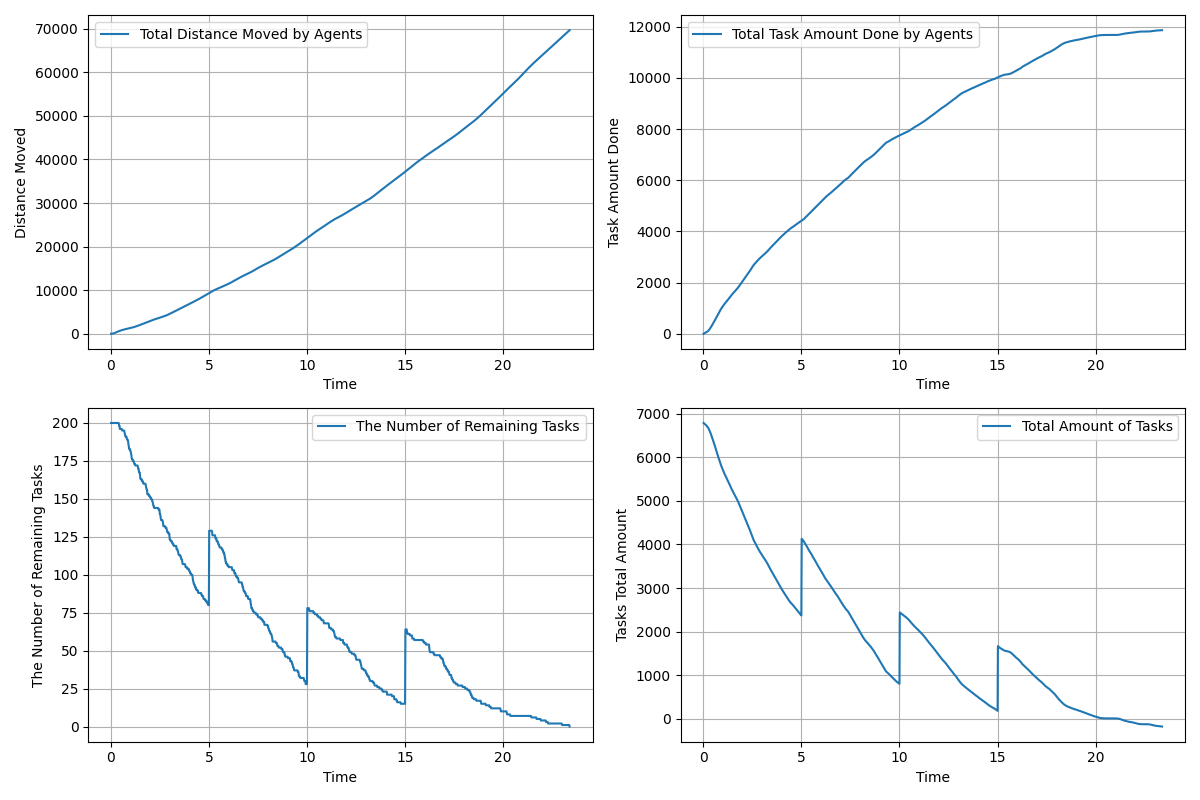 Total Distance Moved by Agents
Distance Moved
70000
60000
50000
40000
30000
20000
10000
0
0 5 10 15 20
Time
Total Task Amount Done by Agents
Task Amount Done
12000
10000
8000
6000
4000
2000
0
0 5 10 15 20
Time
The Number of Remaining Tasks
The Number of Remaining Tasks
200
175
150
125
100
75
50
25
0
0 5 10 15 20
Time
Total Amount of Tasks
Tasks Total Amount
7000
6000
5000
4000
3000
2000
1000
0
0 5 10 15 20
Time